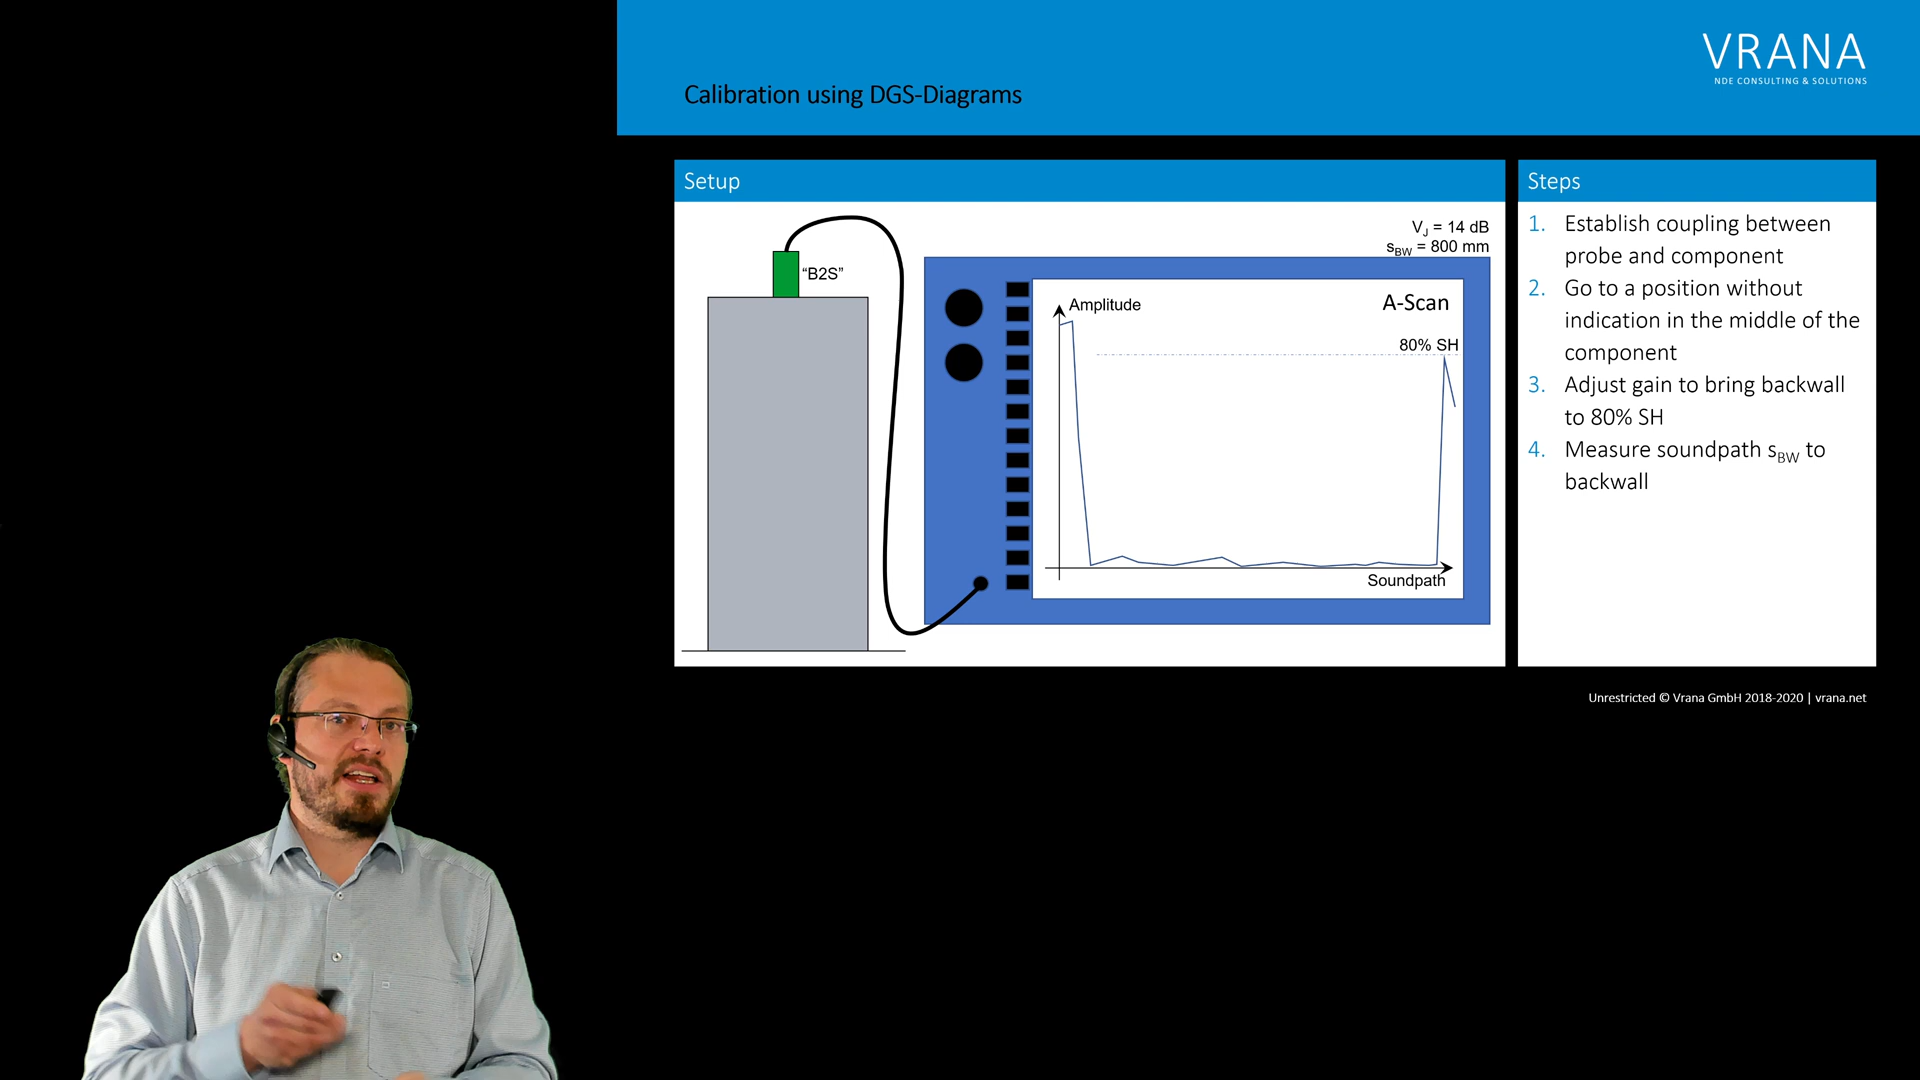 VRANA
NDE CONSULTING & SOLUTIONS
Calibration using DGS-Diagrams
Setup
"B2S"
VJ = 14 dB
sBW = 800 mm
Amplitude
A-Scan
80% SH
Soundpath
Steps
1. Establish coupling between
probe and component
2. Go to a position without
indication in the middle of the
component
3. Adjust gain to bring backwall
to 80% SH
4. Measure soundpath sBW to
backwall
Unrestricted © Vrana GmbH 2018-2020 | vrana.net